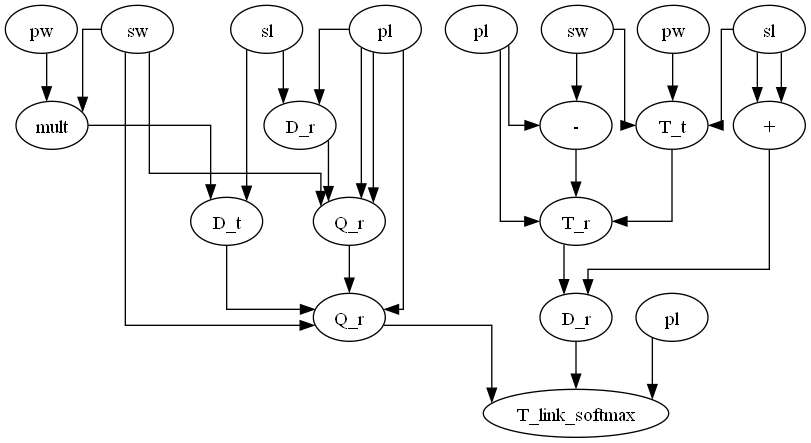 pw
sw
sl
pl
pl
sw
pw
sl
mult
D_r
-
T_t
+
D_t
Q_r
T_r
Q_r
D_r
pl
T_link_softmax